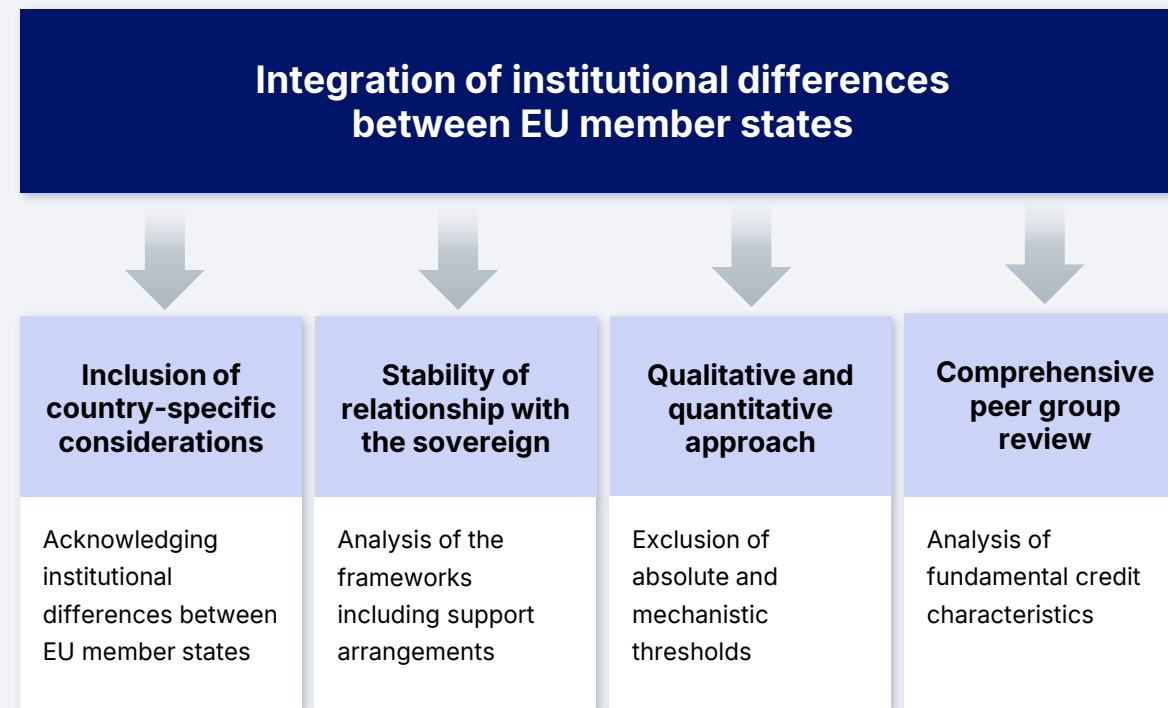 Integration of institutional differences
between EU member states
Inclusion of
country-specific
considerations
Acknowledging
institutional
differences between
EU member states
Stability of
relationship with
the sovereign
Analysis of the
frameworks
including support
arrangements
Qualitative and
quantitative
approach
Exclusion of
absolute and
mechanistic
thresholds
Comprehensive
peer group
review
Analysis of
fundamental credit
characteristics